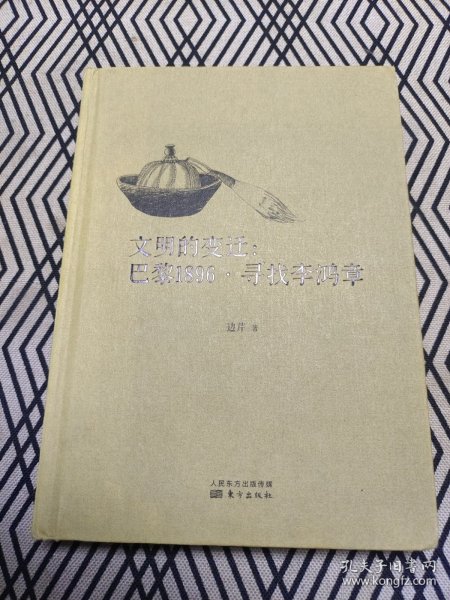 文明的变迁：
巴黎1896·寻找李鸿章
边芹 著
人民东方出版传媒
东方出版社
孔夫子旧书网
www.kongfz.com